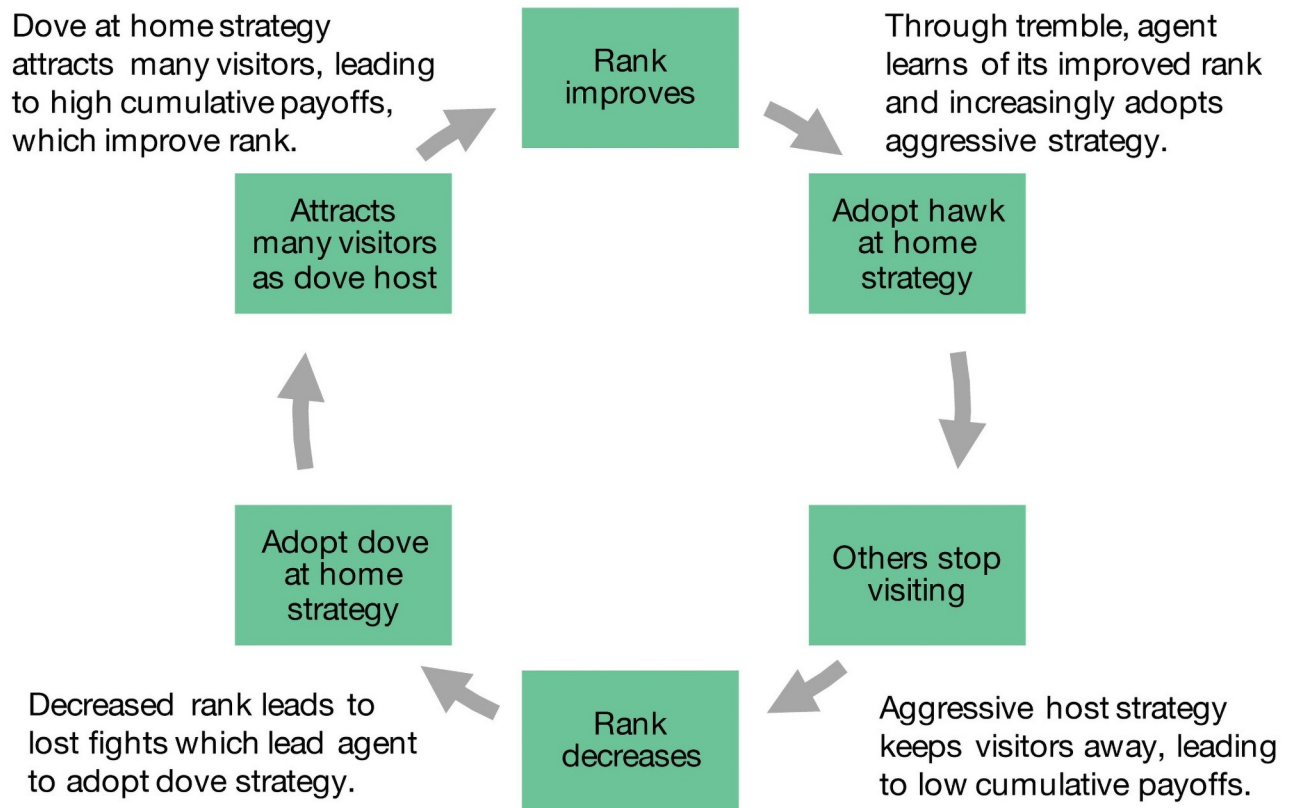 Dove at home strategy
attracts many visitors, leading
to high cumulative payoffs,
which improve rank.
Rank
improves
Through tremble, agent
learns of its improved rank
and increasingly adopts
aggressive strategy.
Attracts
many visitors
as dove host
Adopt hawk
at home
strategy
Adopt dove
at home
strategy
Others stop
visiting
Decreased rank leads to
lost fights which lead agent
to adopt dove strategy.
Rank
decreases
Aggressive host strategy
keeps visitors away, leading
to low cumulative payoffs.